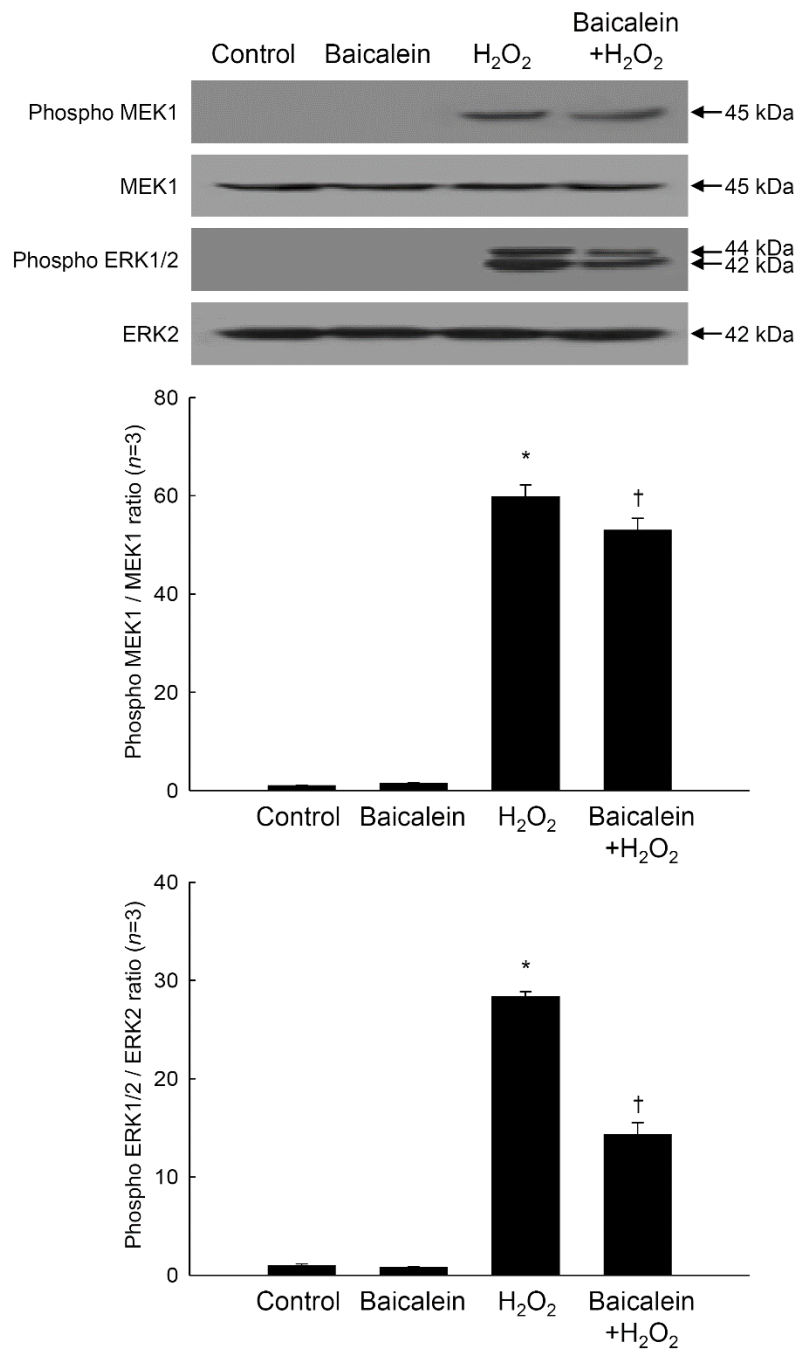 Baicalein
Control Baicalein H₂O₂ +H₂O₂
Phospho MEK1 45 kDa
MEK1 45 kDa
44 kDa
Phospho ERK1/2 42 kDa
ERK2 42 kDa
Phospho MEK1 / MEK1 ratio (n=3)
80
60
40
20
0
*
†
Control Baicalein H₂O₂ Baicalein
+H₂O₂
Phospho ERK1/2 / ERK2 ratio (n=3)
40
30
20
10
0
*
†
Control Baicalein H₂O₂ Baicalein
+H₂O₂